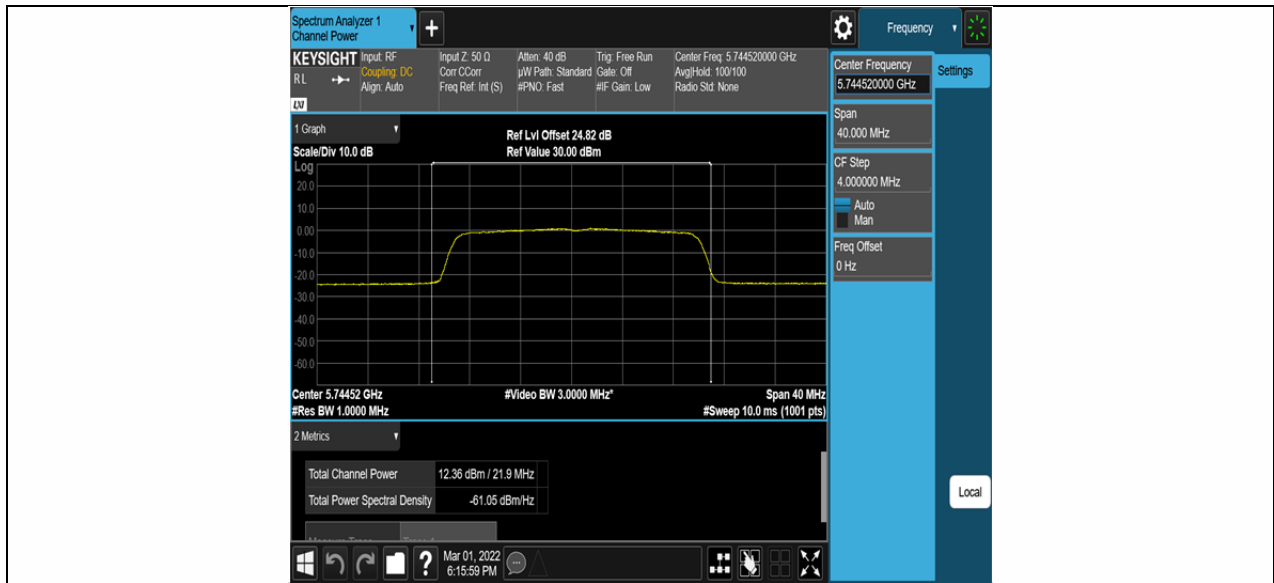 Spectrum Analyzer 1
Channel Power
+
Frequency
KEYSIGHT Input: RF Input Z: 50 Ω Atten: 40 dB Trig: Free Run Center Freq: 5.744520000 GHz
RL Coupling: DC Corr CCorr µW Path: Standard Gate: Off Avg|Hold: 100/100
Align: Auto Freq Ref: Int (S) #PNO: Fast #IF Gain: Low Radio Std: None
LXI
Center Frequency
5.744520000 GHz
Settings
Span
40.000 MHz
CF Step
4.000000 MHz
Auto
Man
Freq Offset
0 Hz
Local
1 Graph
Ref Lvl Offset 24.82 dB
Scale/Div 10.0 dB Ref Value 30.00 dBm
Log
20.0
10.0
0.00
-10.0
-20.0
-30.0
-40.0
-50.0
-60.0
Center 5.74452 GHz #Video BW 3.0000 MHz* Span 40 MHz
#Res BW 1.0000 MHz #Sweep 10.0 ms (1001 pts)
2 Metrics
Total Channel Power 12.36 dBm / 21.9 MHz
Total Power Spectral Density -61.05 dBm/Hz
? Mar 01, 2022
6:15:59 PM